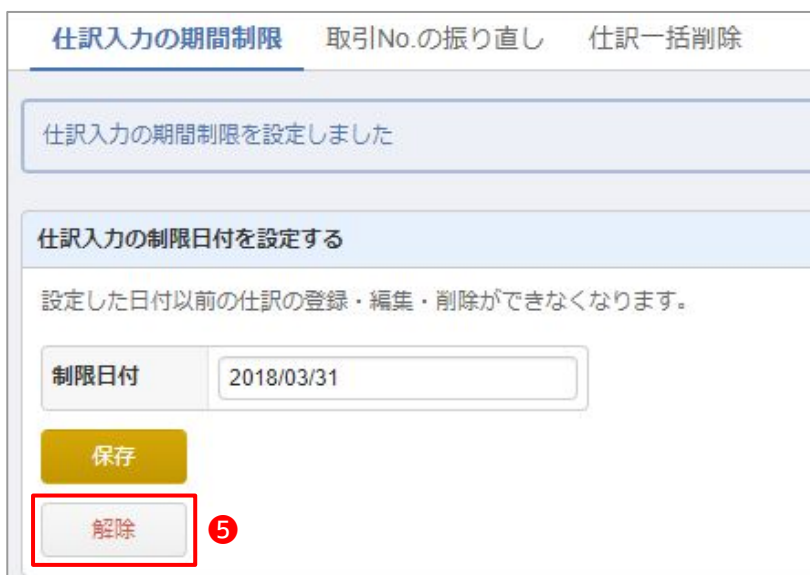 仕訳入力の期間制限 取引No.の振り直し 仕訳一括削除
仕訳入力の期間制限を設定しました
仕訳入力の制限日付を設定する
設定した日付以前の仕訳の登録・編集・削除ができなくなります。
制限日付 2018/03/31
保存
解除 ❺